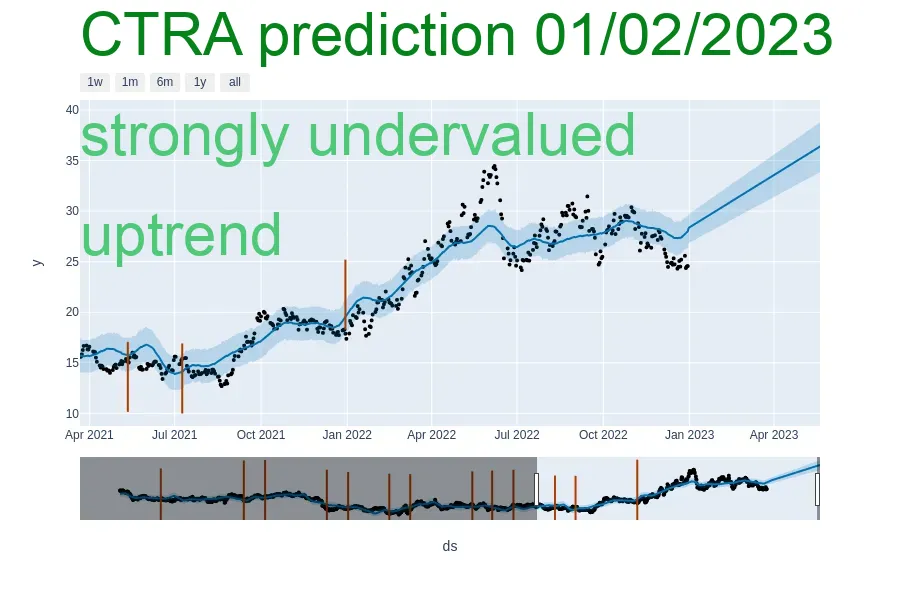 CTRA prediction 01/02/2023
1w 1m 6m 1y all
40
strongly undervalued
35
30
uptrend
25
y
20
15
10
Apr 2021 Jul 2021 Oct 2021 Jan 2022 Apr 2022 Jul 2022 Oct 2022 Jan 2023 Apr 2023
ds